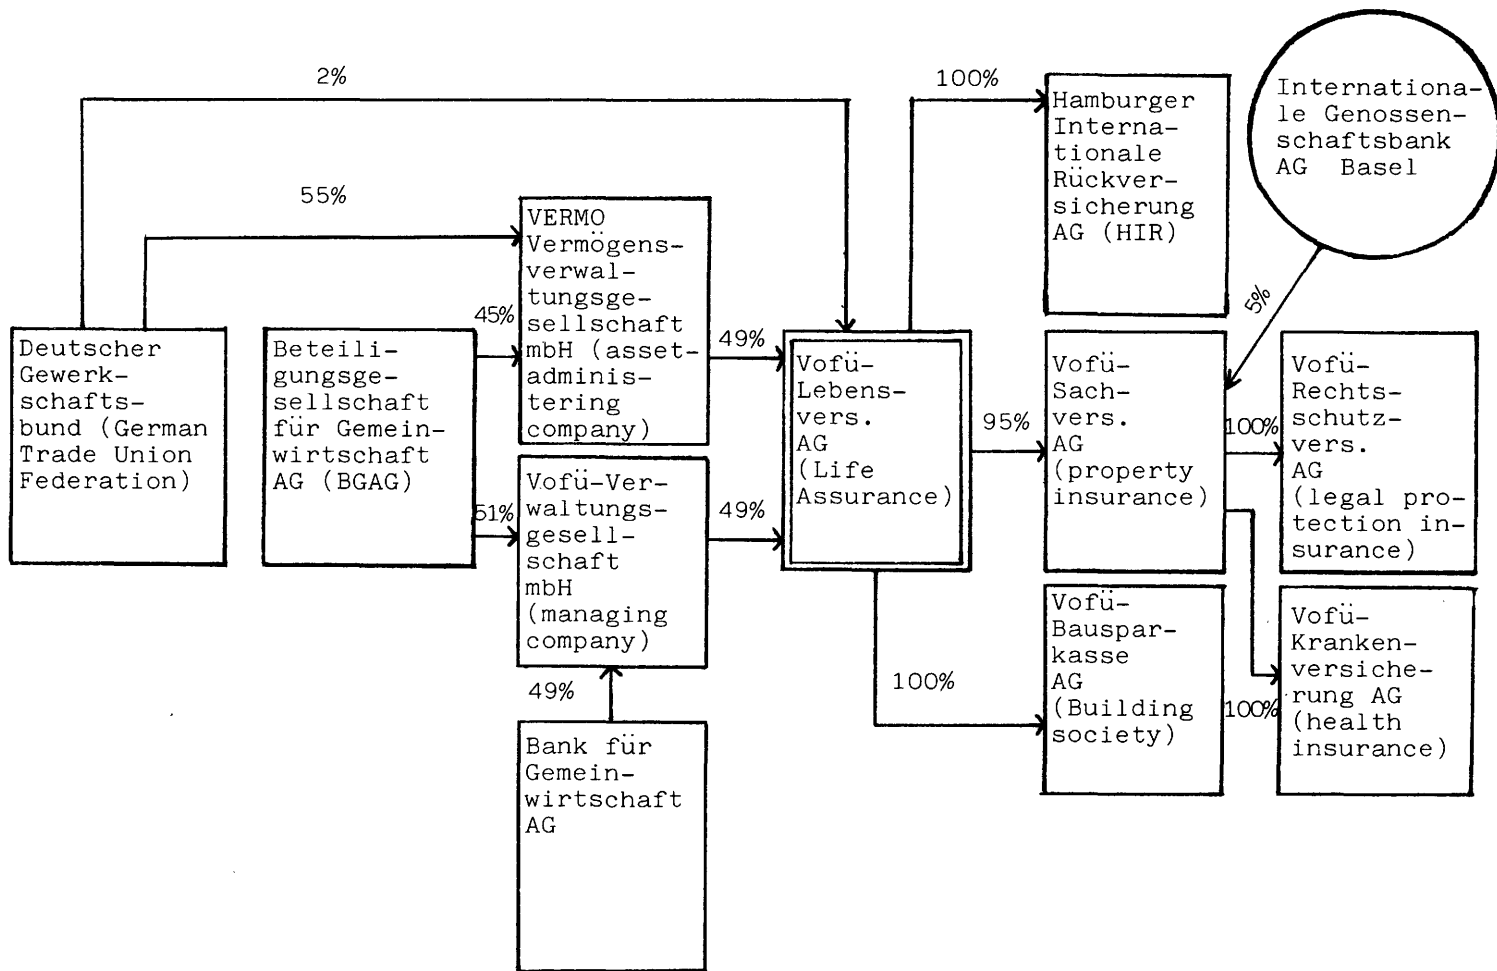 2%
100%
Hamburger
Interna-
tionale
Rückver-
sicherung
AG (HIR)
Internationa-
le Genossen-
schaftsbank
AG Basel
55%
VERMO
Vermögens-
verwal-
tungsge-
sellschaft
mbH (asset-
adminis-
tering
company)
45%
49%
5%
Deutscher
Gewerk-
schafts-
bund (German
Trade Union
Federation)
Beteili-
gungsge-
sellschaft
für Gemein-
wirtschaft
AG (BGAG)
51%
Vofü-Ver-
waltungs-
gesell-
schaft
mbH
(managing
company)
49%
Vofü-
Lebens-
vers.
AG
(Life
Assurance)
95%
Vofü-
Sach-
vers.
AG
(property
insurance)
100%
Vofü-
Rechts-
schutz-
vers.
AG
(legal pro-
tection in-
surance)
49%
Bank für
Gemein-
wirtschaft
AG
100%
Vofü-
Bauspar-
kasse
AG
(Building
society)
100%
Vofü-
Kranken-
versiche-
rung AG
(health
insurance)